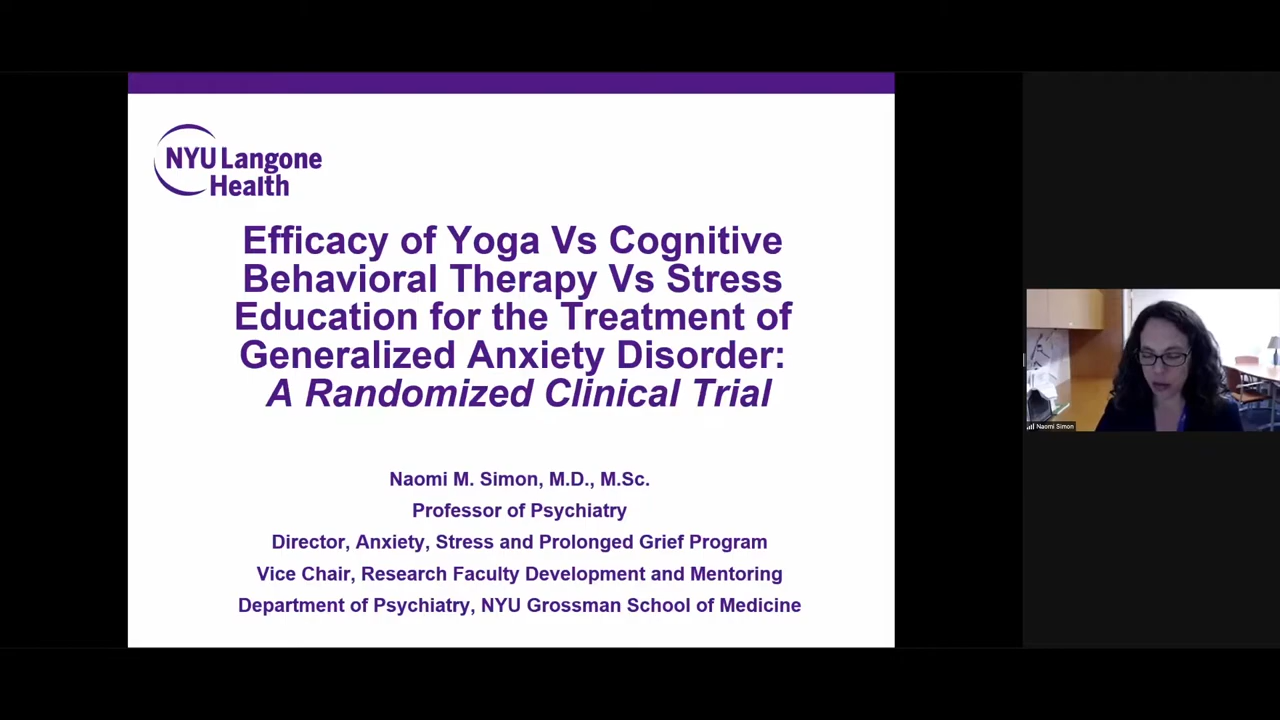 NYU Langone
Health
Efficacy of Yoga Vs Cognitive
Behavioral Therapy Vs Stress
Education for the Treatment of
Generalized Anxiety Disorder:
A Randomized Clinical Trial
Naomi M. Simon, M.D., M.Sc.
Professor of Psychiatry
Director, Anxiety, Stress and Prolonged Grief Program
Vice Chair, Research Faculty Development and Mentoring
Department of Psychiatry, NYU Grossman School of Medicine
Naomi Simon